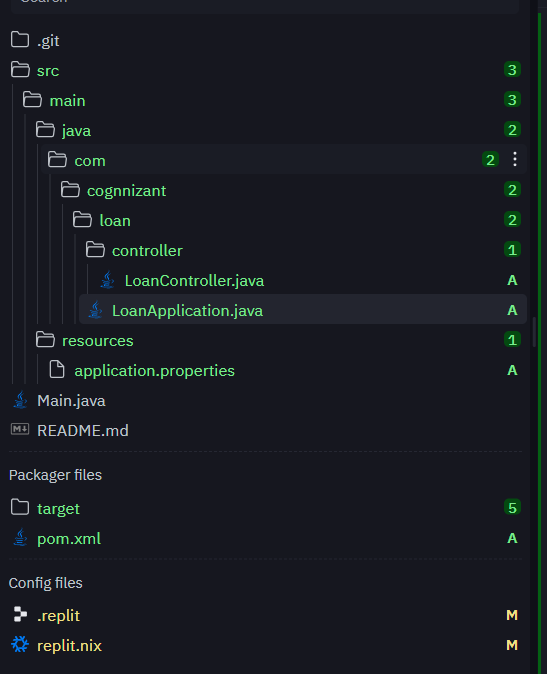 Search
.git
src 3
main 3
java 2
com 2
cognnizant 2
loan 2
controller 1
LoanController.java A
LoanApplication.java A
resources 1
application.properties A
Main.java
M↓ README.md
Packager files
target 5
pom.xml A
Config files
.replit M
replit.nix M